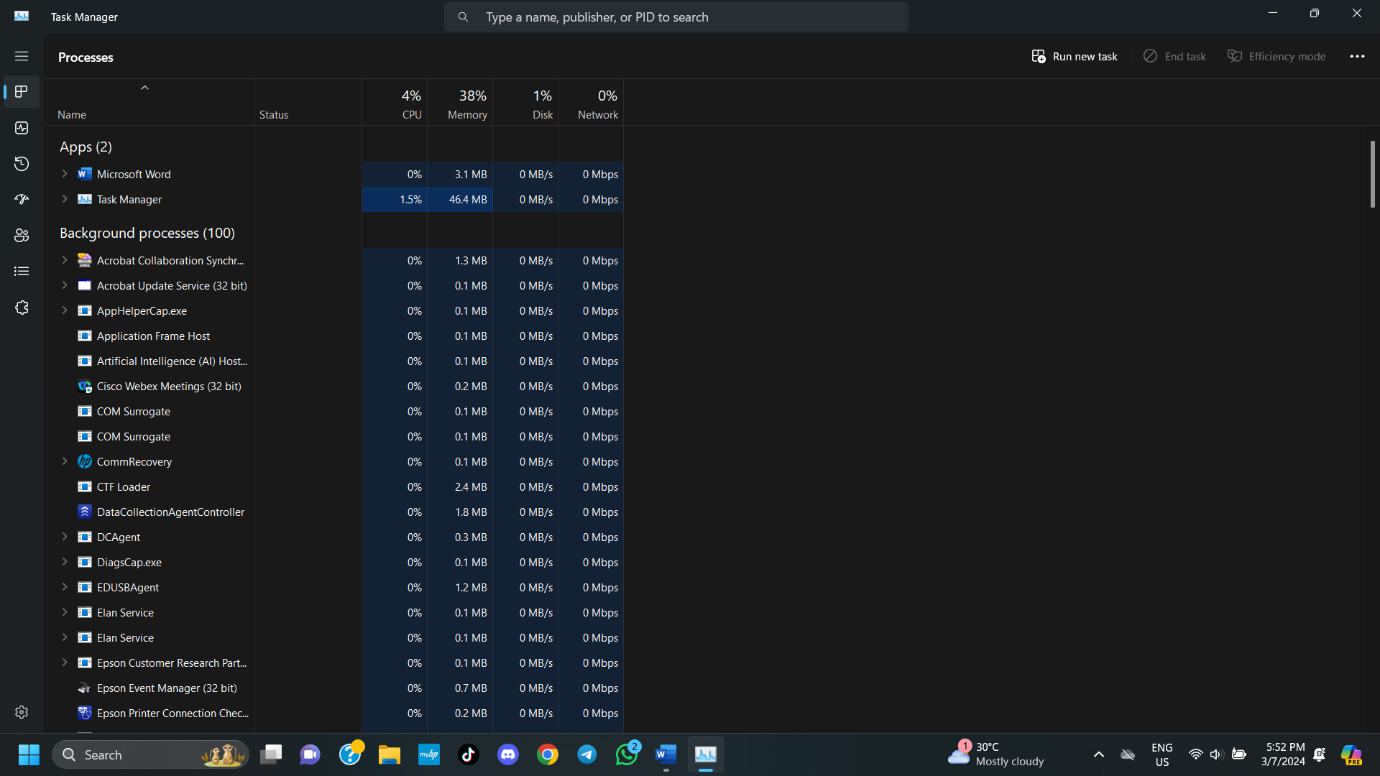 Task Manager
Type a name, publisher, or PID to search
Processes
Run new task
End task
Efficiency mode
4% 38% 1% 0%
Name Status CPU Memory Disk Network
Apps (2)
Microsoft Word 0% 3.1 MB 0 MB/s 0 Mbps
Task Manager 1.5% 46.4 MB 0 MB/s 0 Mbps
Background processes (100)
Acrobat Collaboration Synchr... 0% 1.3 MB 0 MB/s 0 Mbps
Acrobat Update Service (32 bit) 0% 0.1 MB 0 MB/s 0 Mbps
AppHelperCap.exe 0% 0.1 MB 0 MB/s 0 Mbps
Application Frame Host 0% 0.1 MB 0 MB/s 0 Mbps
Artificial Intelligence (AI) Host... 0% 0.1 MB 0 MB/s 0 Mbps
Cisco Webex Meetings (32 bit) 0% 0.2 MB 0 MB/s 0 Mbps
COM Surrogate 0% 0.1 MB 0 MB/s 0 Mbps
COM Surrogate 0% 0.1 MB 0 MB/s 0 Mbps
CommRecovery 0% 0.1 MB 0 MB/s 0 Mbps
CTF Loader 0% 2.4 MB 0 MB/s 0 Mbps
DataCollectionAgentController 0% 1.8 MB 0 MB/s 0 Mbps
DCAgent 0% 0.3 MB 0 MB/s 0 Mbps
DiagsCap.exe 0% 0.1 MB 0 MB/s 0 Mbps
EDUSBAgent 0% 1.2 MB 0 MB/s 0 Mbps
Elan Service 0% 0.1 MB 0 MB/s 0 Mbps
Elan Service 0% 0.1 MB 0 MB/s 0 Mbps
Epson Customer Research Part... 0% 0.1 MB 0 MB/s 0 Mbps
Epson Event Manager (32 bit) 0% 0.7 MB 0 MB/s 0 Mbps
Epson Printer Connection Chec... 0% 0.2 MB 0 MB/s 0 Mbps
Search
myhp
2
1
30°C
Mostly cloudy
ENG
US
5:52 PM
3/7/2024
PRE